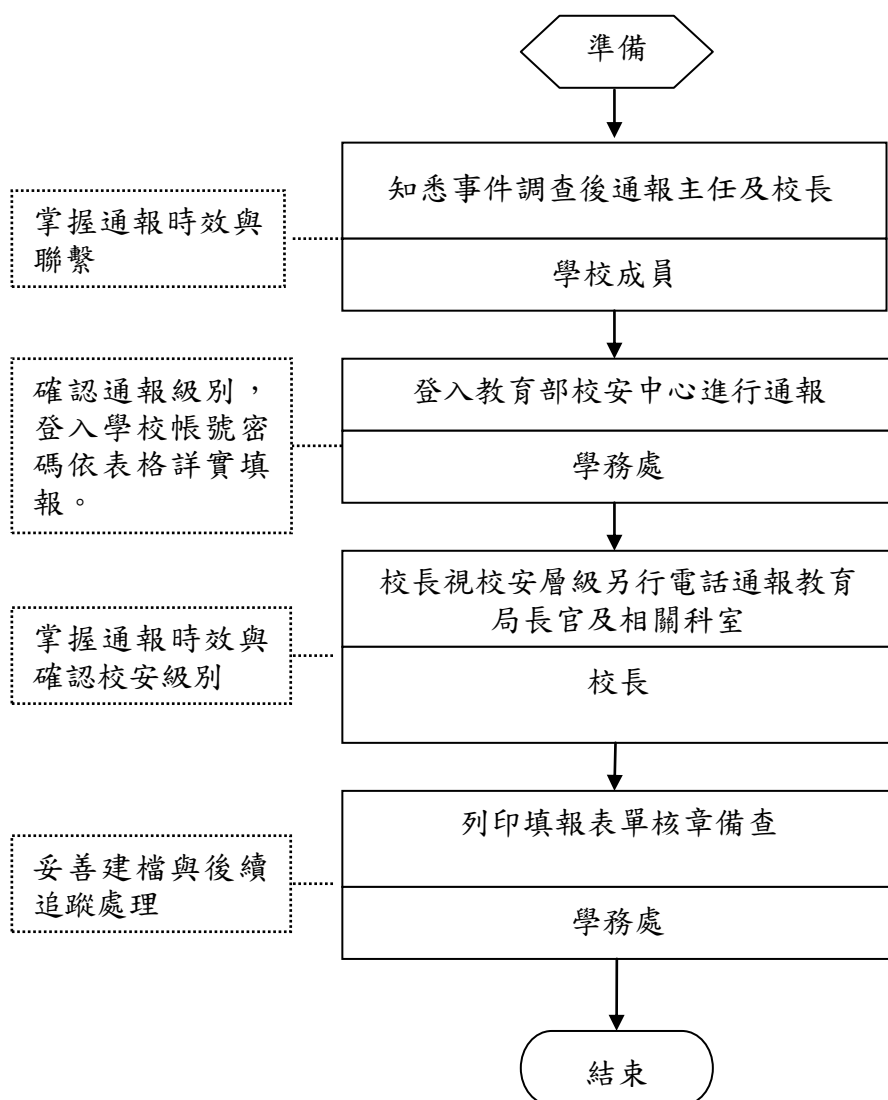 準備
知悉事件調查後通報主任及校長
掌握通報時效與
聯繫
學校成員
確認通報級別，
登入學校帳號密
碼依表格詳實填
報。
登入教育部校安中心進行通報
學務處
校長視校安層級另行電話通報教育
局長官及相關科室
掌握通報時效與
確認校安級別
校長
列印填報表單核章備查
妥善建檔與後續
追蹤處理
學務處
結束